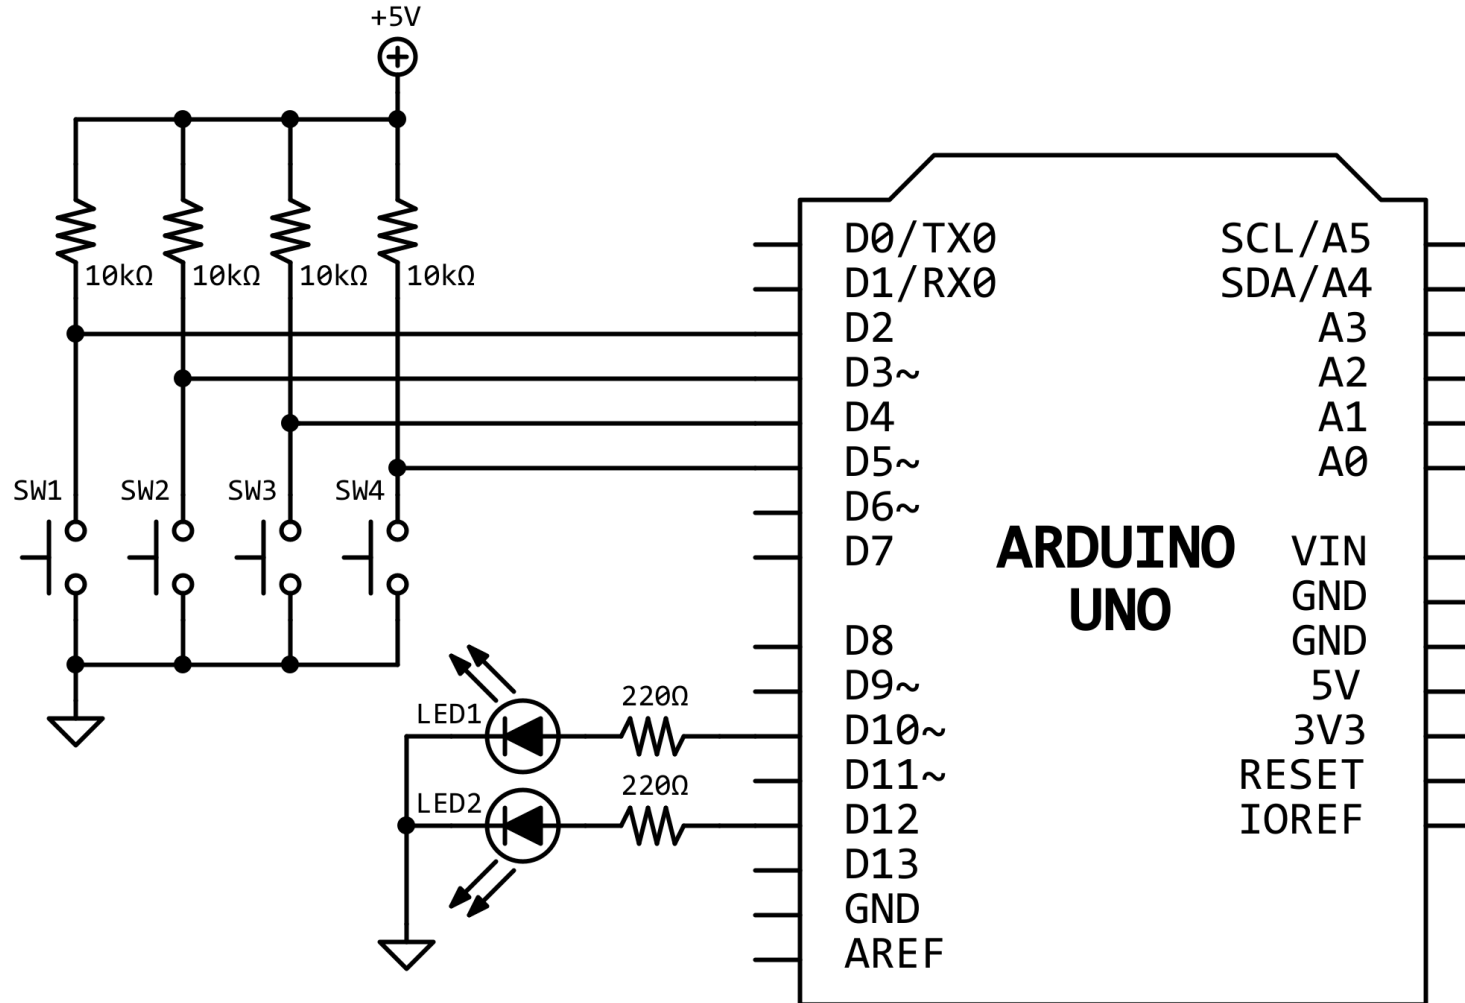 +5V
10kΩ 10kΩ 10kΩ 10kΩ
SW1 SW2 SW3 SW4
LED1
220Ω
LED2
220Ω
D0/TX0
D1/RX0
D2
D3~
D4
D5~
D6~
D7
D8
D9~
D10~
D11~
D12
D13
GND
AREF
ARDUINO
UNO
SCL/A5
SDA/A4
A3
A2
A1
A0
VIN
GND
GND
5V
3V3
RESET
IOREF